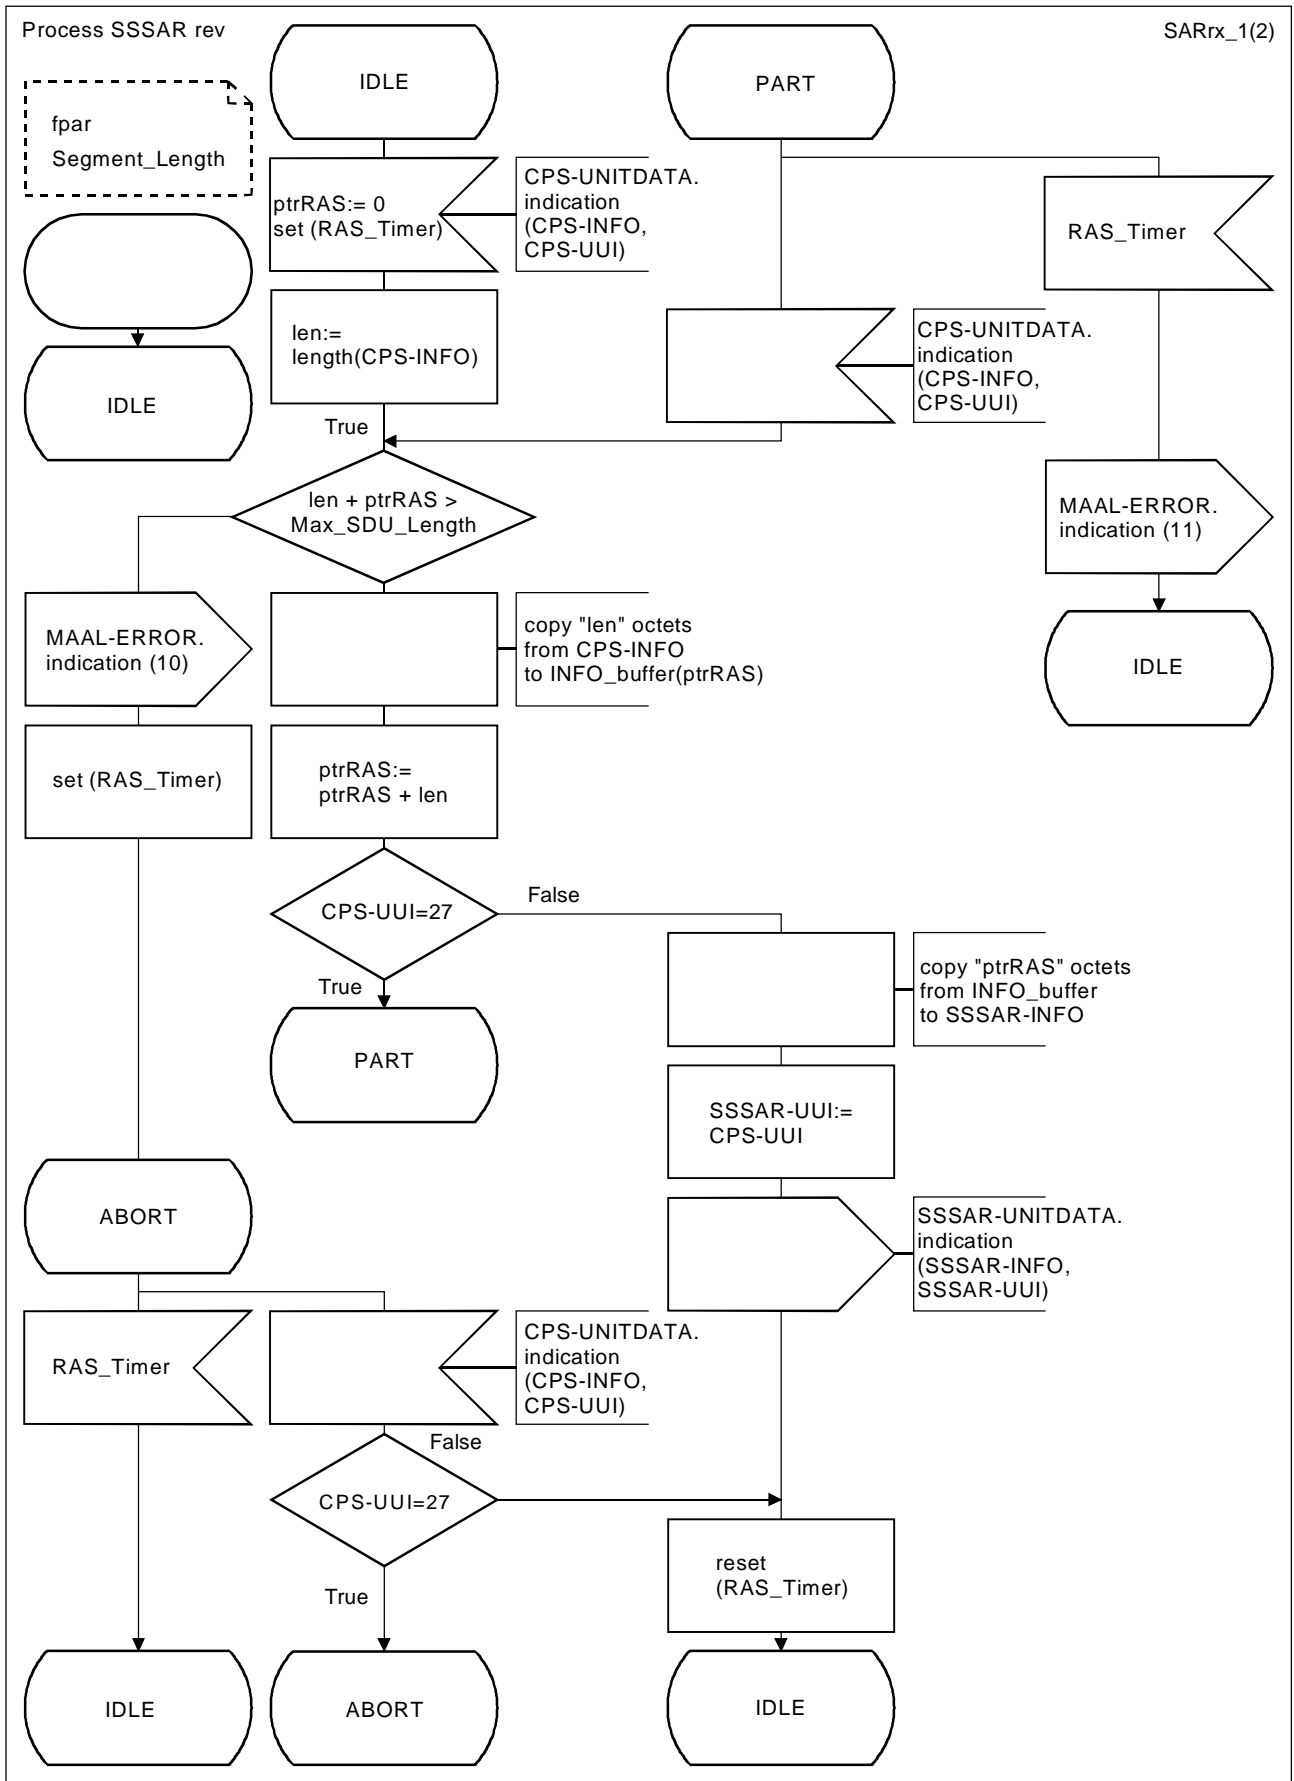 Process SSSAR rev
SARrx_1(2)
fpar
Segment_Length
IDLE
IDLE
ptrRAS:= 0
set (RAS_Timer)
CPS-UNITDATA.
indication
(CPS-INFO,
CPS-UUI)
len:=
length(CPS-INFO)
PART
RAS_Timer
CPS-UNITDATA.
indication
(CPS-INFO,
CPS-UUI)
MAAL-ERROR.
indication (11)
IDLE
True
len + ptrRAS >
Max_SDU_Length
MAAL-ERROR.
indication (10)
set (RAS_Timer)
copy "len" octets
from CPS-INFO
to INFO_buffer(ptrRAS)
ptrRAS:=
ptrRAS + len
CPS-UUI=27
False
True
PART
copy "ptrRAS" octets
from INFO_buffer
to SSSAR-INFO
SSSAR-UUI:=
CPS-UUI
SSSAR-UNITDATA.
indication
(SSSAR-INFO,
SSSAR-UUI)
ABORT
RAS_Timer
CPS-UNITDATA.
indication
(CPS-INFO,
CPS-UUI)
False
CPS-UUI=27
True
reset
(RAS_Timer)
IDLE
ABORT
IDLE